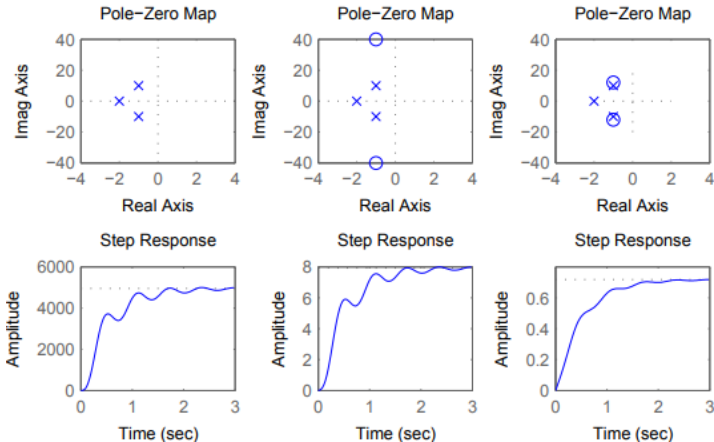 Pole-Zero Map
40
20
0
−20
−40
−4 −2 0 2 4
Imag Axis
Real Axis
Pole-Zero Map
40
20
0
−20
−40
−4 −2 0 2 4
Imag Axis
Real Axis
Pole-Zero Map
40
20
0
−20
−40
−4 −2 0 2 4
Imag Axis
Real Axis
Step Response
6000
4000
2000
0
0 1 2 3
Amplitude
Time (sec)
Step Response
8
6
4
2
0
0 1 2 3
Amplitude
Time (sec)
Step Response
0.6
0.4
0.2
0
0 1 2 3
Amplitude
Time (sec)